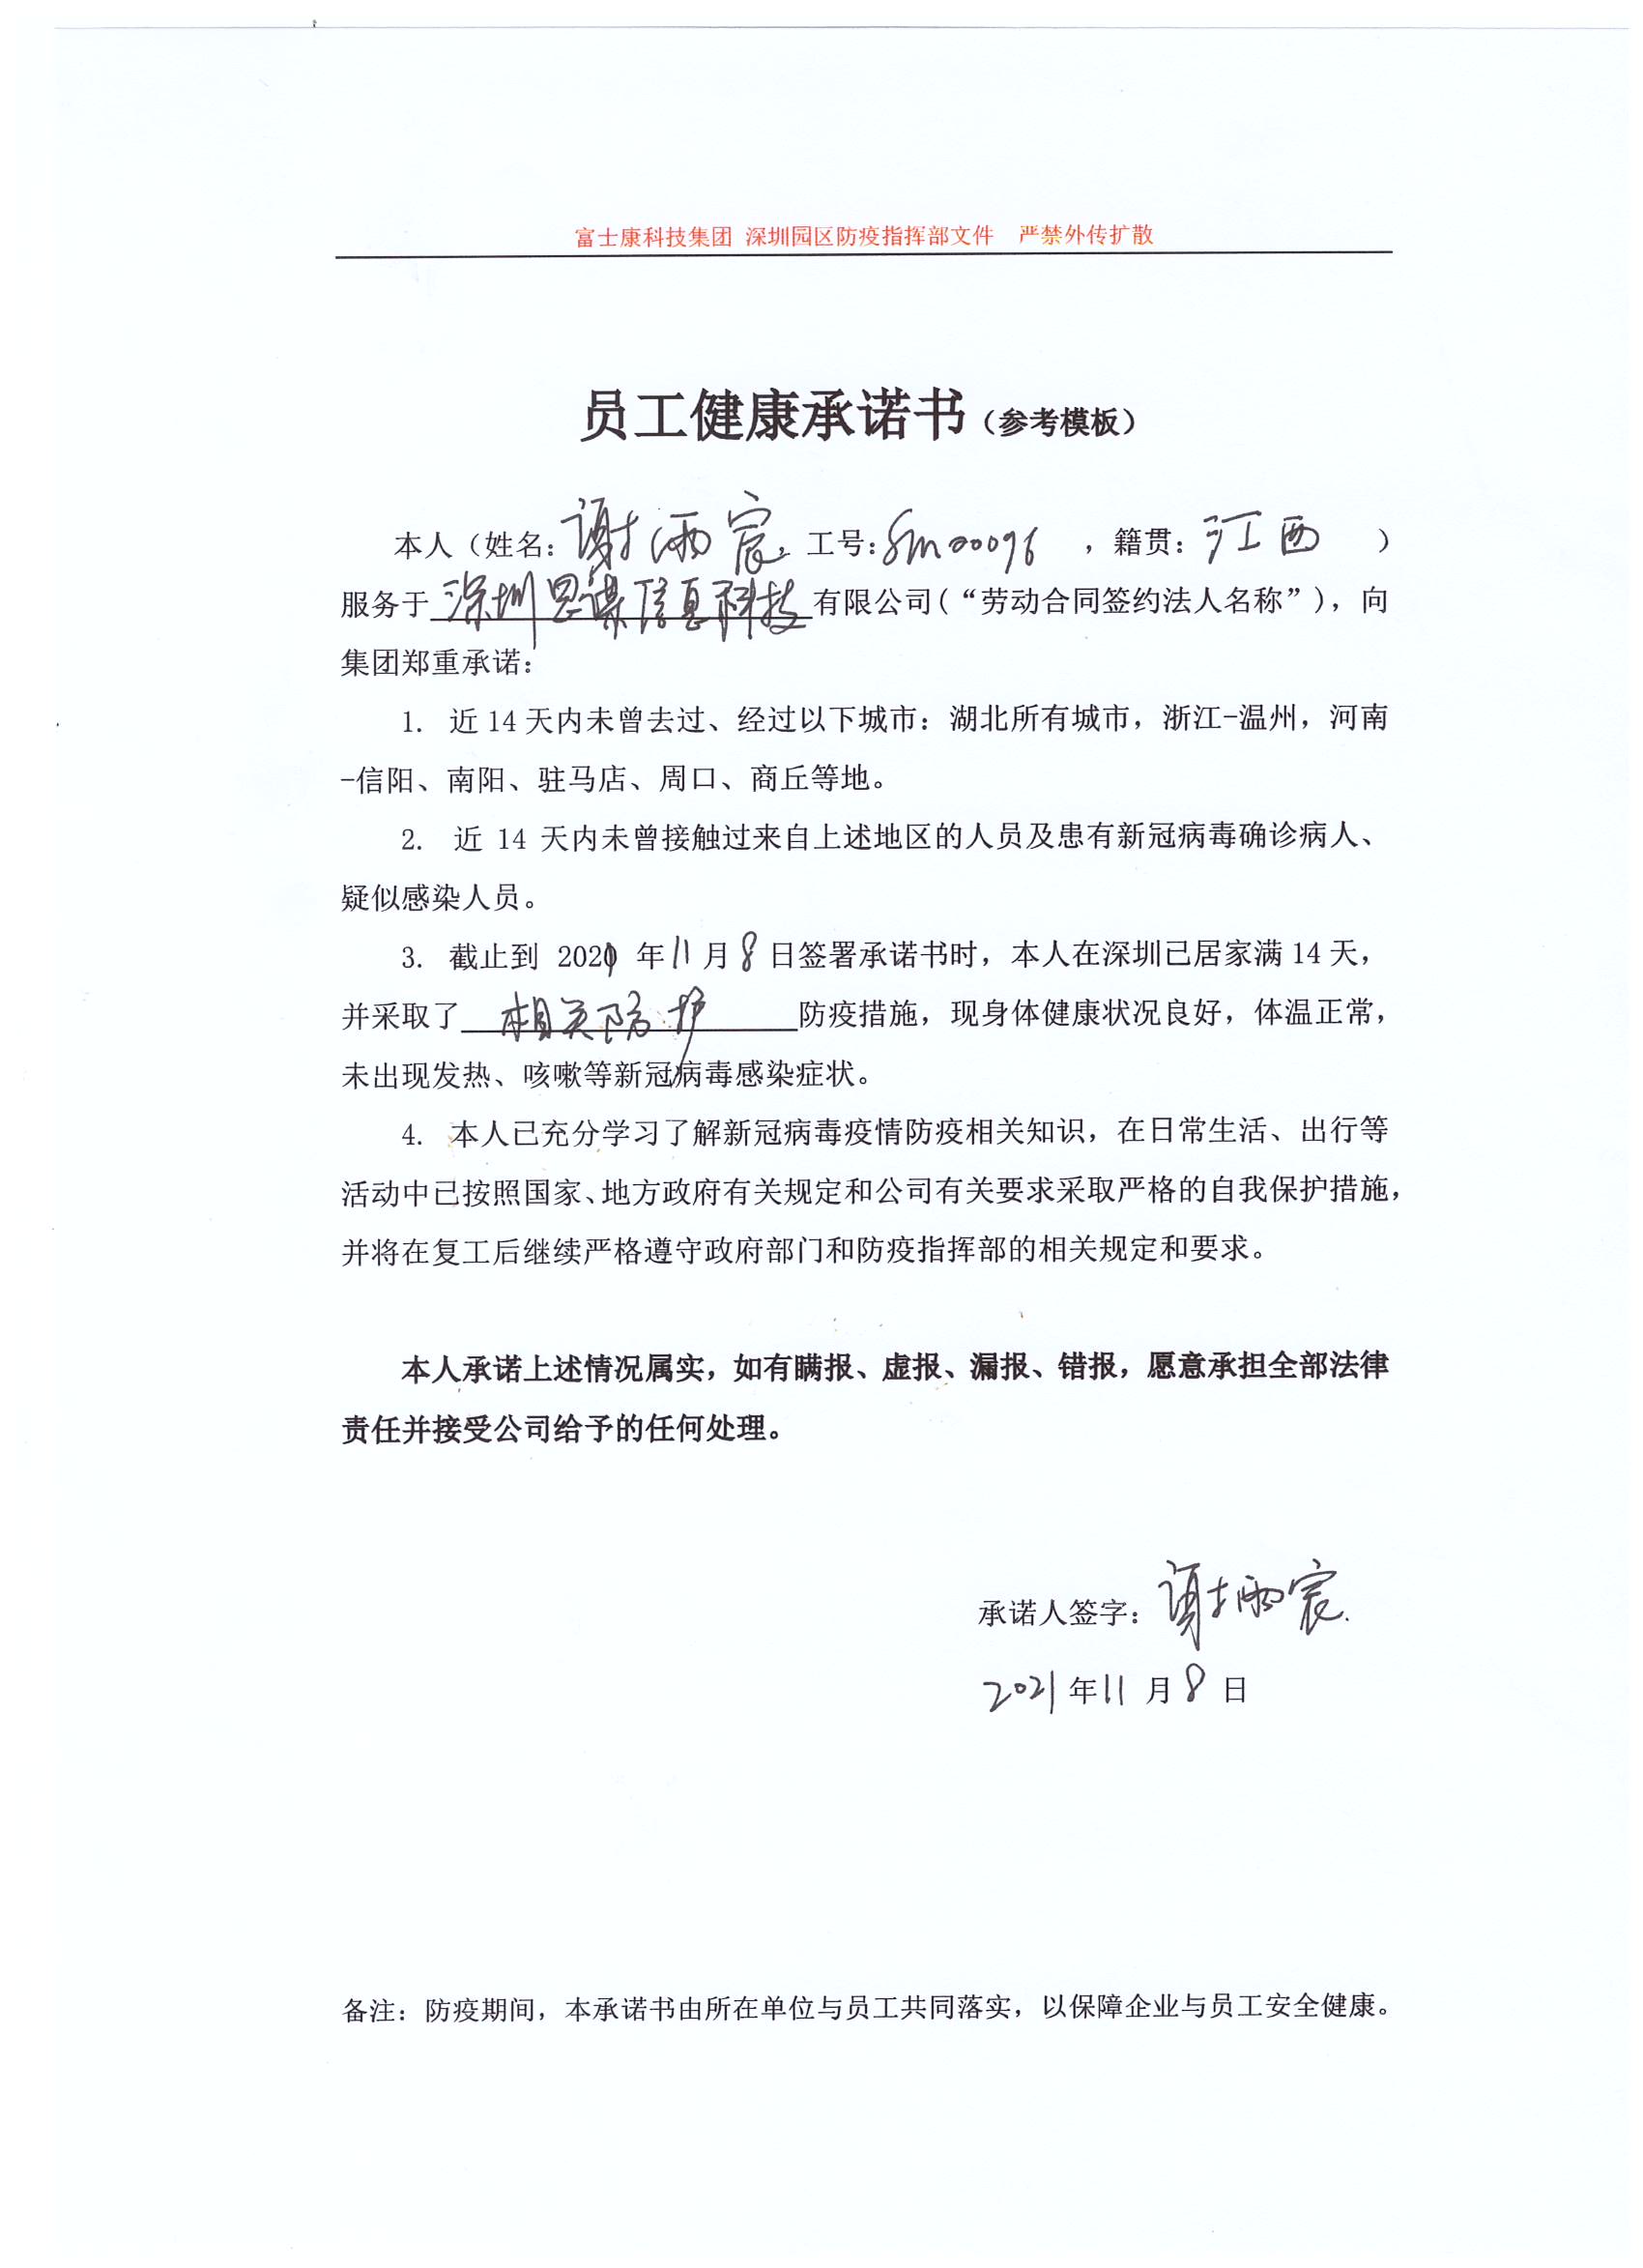 富士康科技集团 深圳园区防疫指挥部文件 严禁外传扩散
员工健康承诺书（参考模板）
本人（姓名：谢雨宸，工号：Sm00096，籍贯：江西）
服务于深圳思谋信息科技有限公司(“劳动合同签约法人名称”)，向
集团郑重承诺：
1. 近14天内未曾去过、经过以下城市：湖北所有城市，浙江-温州，河南
-信阳、南阳、驻马店、周口、商丘等地。
2. 近 14 天内未曾接触过来自上述地区的人员及患有新冠病毒确诊病人、
疑似感染人员。
3. 截止到 2021 年11月8日签署承诺书时，本人在深圳已居家满14天，
并采取了相关防护防疫措施，现身体健康状况良好，体温正常，
未出现发热、咳嗽等新冠病毒感染症状。
4. 本人已充分学习了解新冠病毒疫情防疫相关知识，在日常生活、出行等
活动中已按照国家、地方政府有关规定和公司有关要求采取严格的自我保护措施，
并将在复工后继续严格遵守政府部门和防疫指挥部的相关规定和要求。
本人承诺上述情况属实，如有瞒报、虚报、漏报、错报，愿意承担全部法律
责任并接受公司给予的任何处理。
承诺人签字：谢雨宸
2021年11月8日
备注：防疫期间，本承诺书由所在单位与员工共同落实，以保障企业与员工安全健康。